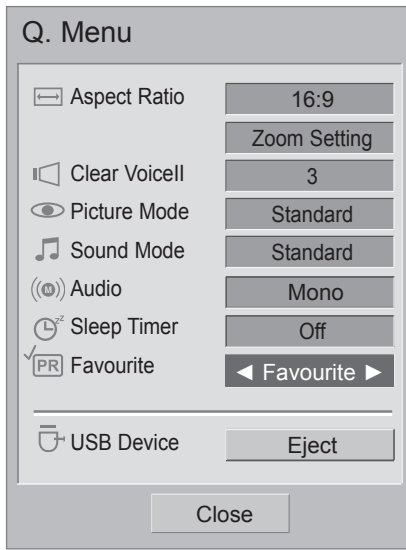 Q. Menu
Aspect Ratio 16:9
Zoom Setting
Clear VoiceII 3
Picture Mode Standard
Sound Mode Standard
((M)) Audio Mono
zz Sleep Timer Off
PR Favourite ◄ Favourite ►
USB Device Eject
Close